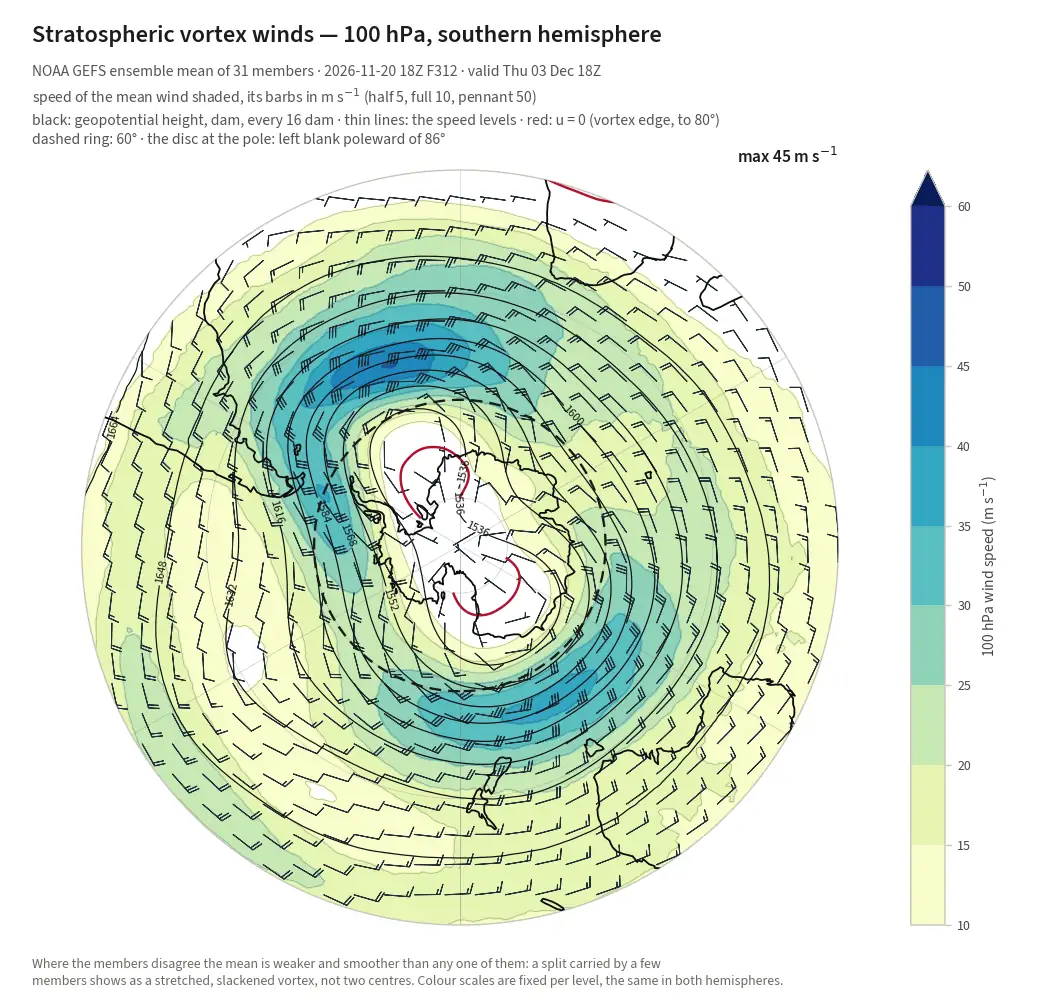 Stratospheric vortex winds — 100 hPa, southern hemisphere
NOAA GEFS ensemble mean of 31 members · 2026-11-20 18Z F312 · valid Thu 03 Dec 18Z
speed of the mean wind shaded, its barbs in m s⁻¹ (half 5, full 10, pennant 50)
black: geopotential height, dam, every 16 dam · thin lines: the speed levels · red: u = 0 (vortex edge, to 80°)
dashed ring: 60° · the disc at the pole: left blank poleward of 86°
max 45 m s⁻¹
60
50
45
40
35
30
25
20
15
10
100 hPa wind speed (m s⁻¹)
1600
1536
1536
1616
1584
1568
1552
1648
1632
Where the members disagree the mean is weaker and smoother than any one of them: a split carried by a few
members shows as a stretched, slackened vortex, not two centres. Colour scales are fixed per level, the same in both hemispheres.